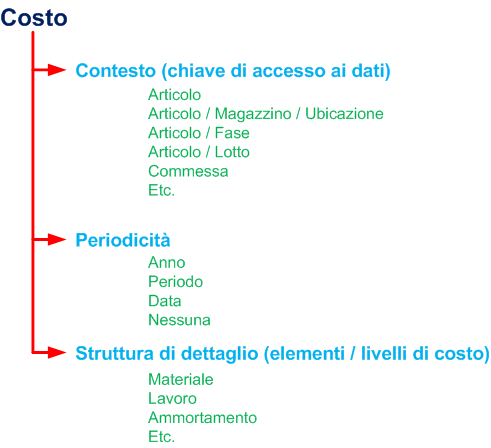 Costo
Contesto (chiave di accesso ai dati)
Articolo
Articolo / Magazzino / Ubicazione
Articolo / Fase
Articolo / Lotto
Commessa
Etc.
Periodicità
Anno
Periodo
Data
Nessuna
Struttura di dettaglio (elementi / livelli di costo)
Materiale
Lavoro
Ammortamento
Etc.